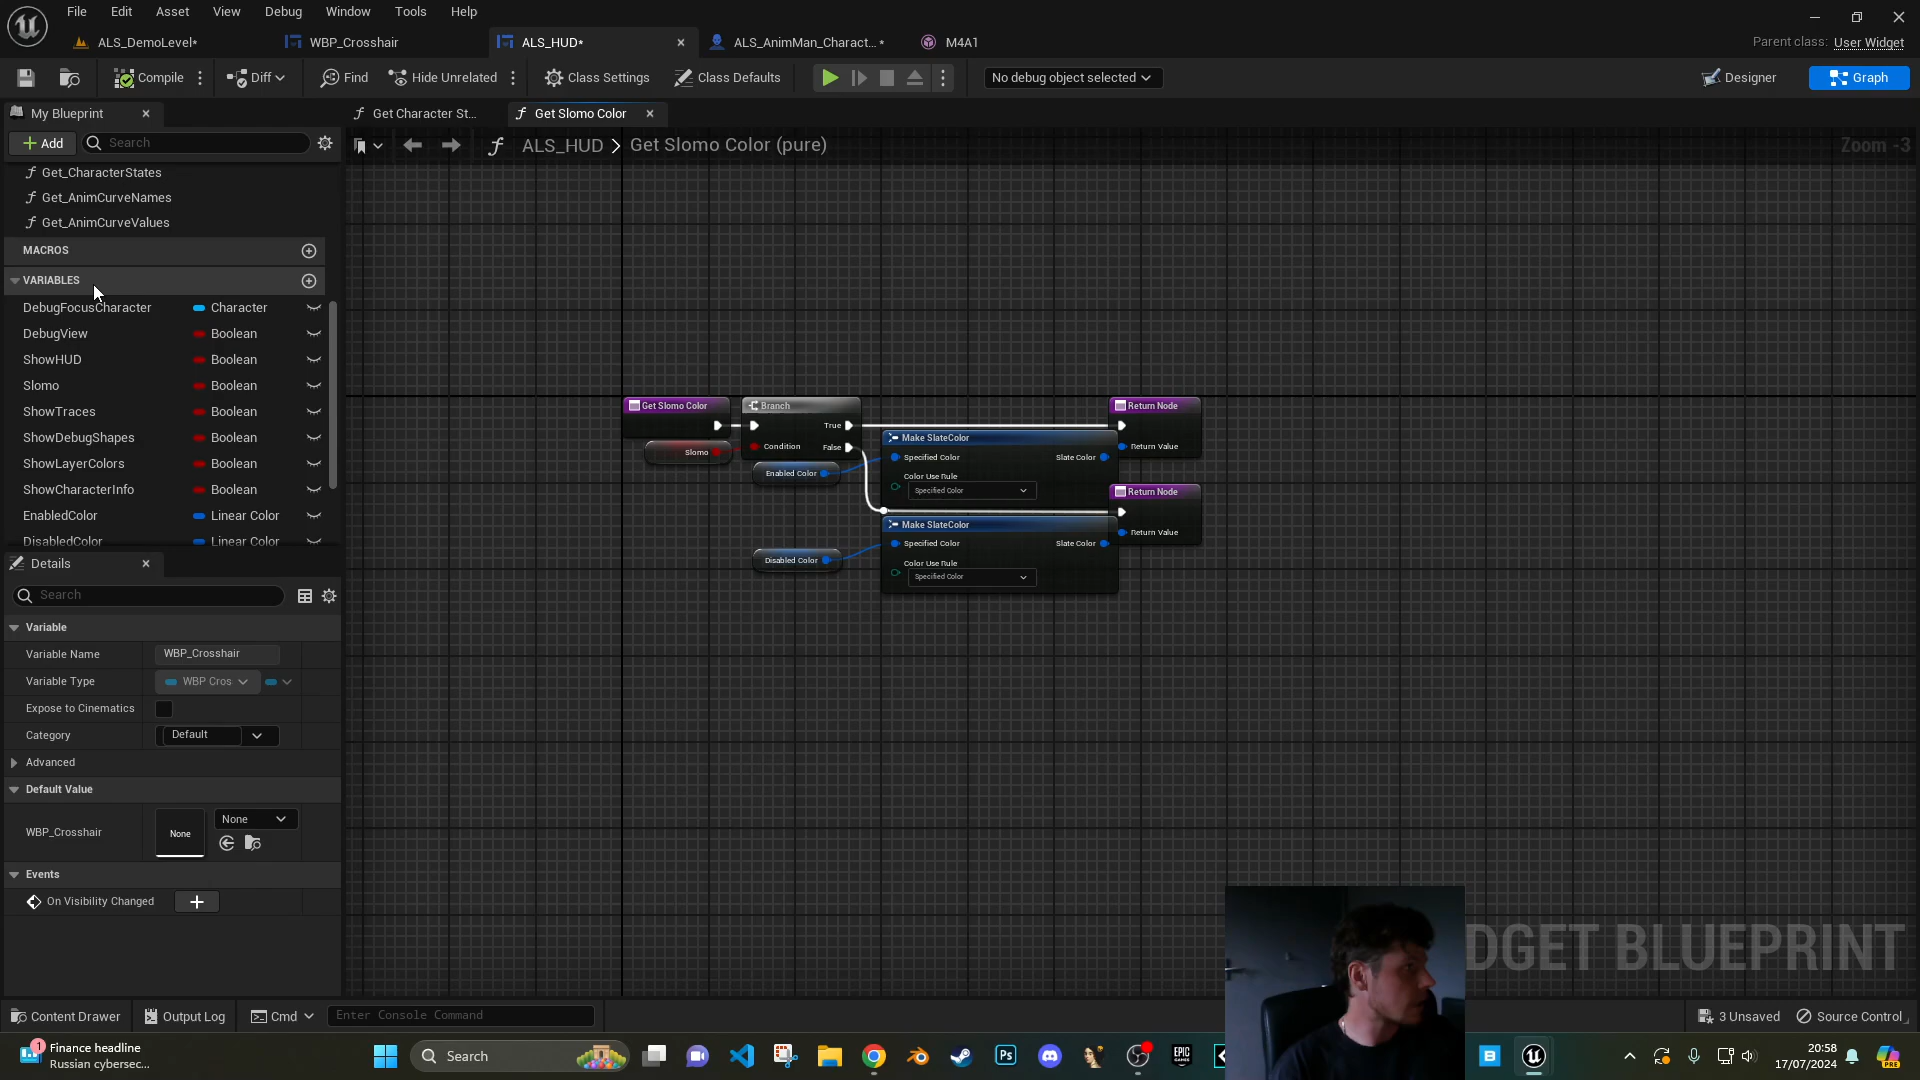 File Edit Asset View Debug Window Tools Help
ALS_DemoLevel* WBP_Crosshair ALS_HUD* ALS_AnimMan_Charact...* M4A1
Parent class: User Widget
Compile Diff Find Hide Unrelated Class Settings Class Defaults No debug object selected Designer Graph
My Blueprint Get Character St... Get Slomo Color
Add Search
ALS_HUD > Get Slomo Color (pure) Zoom -3
Get_CharacterStates
Get_AnimCurveNames
Get_AnimCurveValues
MACROS
VARIABLES
DebugFocusCharacter Character
DebugView Boolean
ShowHUD Boolean
Slomo Boolean
ShowTraces Boolean
ShowDebugShapes Boolean
ShowLayerColors Boolean
ShowCharacterInfo Boolean
EnabledColor Linear Color
DisabledColor Linear Color
Get Slomo Color Branch Return Node
True
Slomo Condition False Return Value
Make SlateColor
Enabled Color Specified Color Slate Color
Color Use Rule
Specified Color
Return Node
Make SlateColor
Return Value
Disabled Color Specified Color Slate Color
Color Use Rule
Specified Color
Details
Search
Variable
Variable Name WBP_Crosshair
Variable Type WBP Cros
Expose to Cinematics
Category Default
Advanced
Default Value
WBP_Crosshair None None
Events
On Visibility Changed
DGET BLUEPRINT
Content Drawer Output Log Cmd Enter Console Command 3 Unsaved Source Control
1 Finance headline
Russian cybersec...
Search
Ps
EPIC GAMES
20:58
17/07/2024
PRE